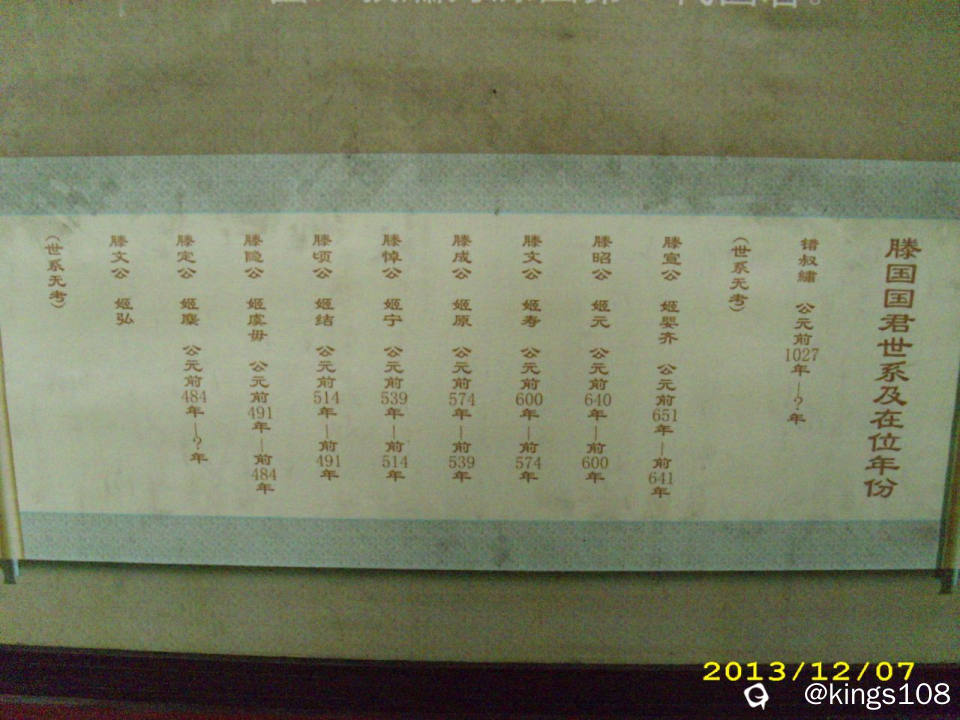 滕国国君世系及在位年份
错叔繡 公元前1027年—?年
(世系无考)
滕宣公 姬婴齐 公元前651年—前641年
滕昭公 姬元 公元前640年—前600年
滕文公 姬寿 公元前600年—前574年
滕成公 姬原 公元前574年—前539年
滕悼公 姬宁 公元前539年—前514年
滕顷公 姬结 公元前514年—前491年
滕隐公 姬虞毋 公元前491年—前484年
滕定公 姬麇 公元前484年—?年
滕文公 姬弘
(世系无考)
2013/12/07
@kings108